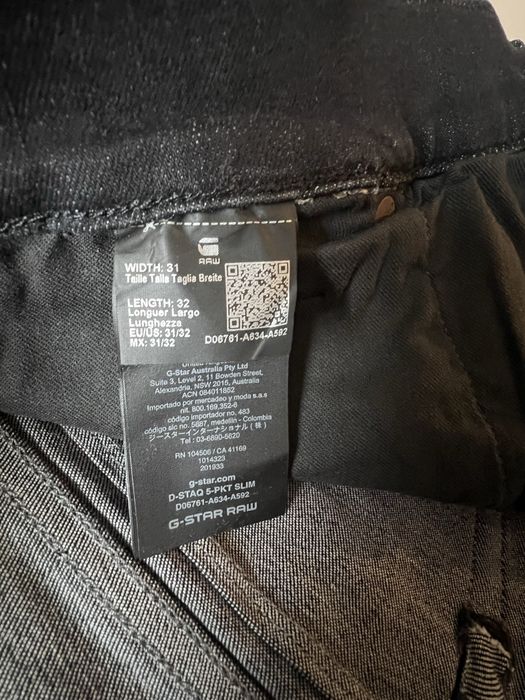 RAW
WIDTH: 31
Taille Talla Taglia Breite
LENGTH: 32
Longuer Largo
Lunghezza
EU/US: 31/32
MX: 31/32
D06761-A634-A592
G-Star Australia Pty Ltd
Suite 3, Level 2, 11 Bowden Street,
Alexandria, NSW 2015, Australia
ACN 084011852
Importado por mercadeo y moda s.a.s
nit. 800.169,352-6
código importador no. 483
código sic no. 5887, medellin - Colombia
ジースターインターナショナル (株)
Tel : 03-6890-5620
RN 104506 / CA 41169
1014323
201933
g-star.com
D-STAQ 5-PKT SLIM
D06761-A634-A592
G-STAR RAW